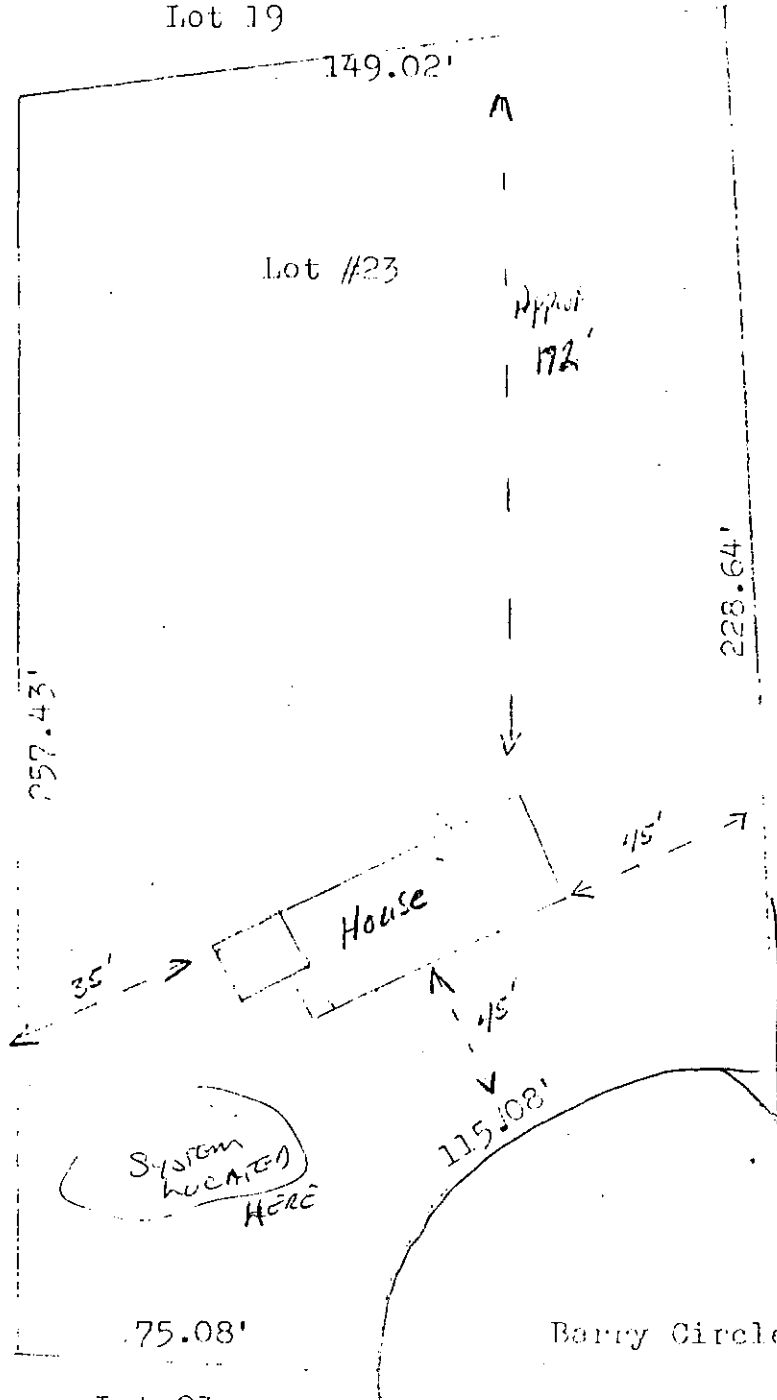 Lot 19
149.02'
Lot #23
228.64'
45'
House
35'
45'
115.08'
SYSTEM
LOCATED
HERE
75.08'
Barry Circle